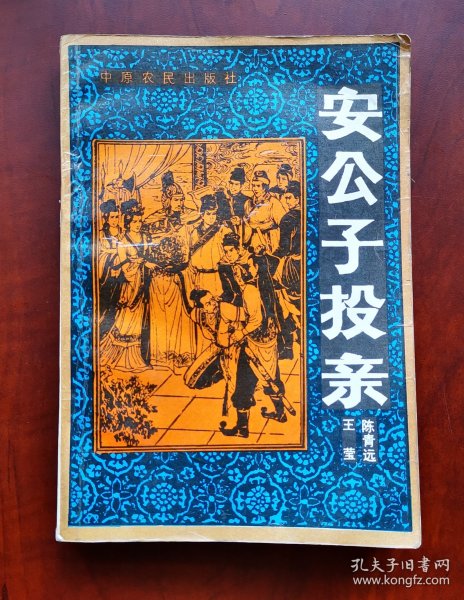 中原农民出版社
安公子投亲
陈青远
王莹
孔夫子旧书网
www.kongfz.com